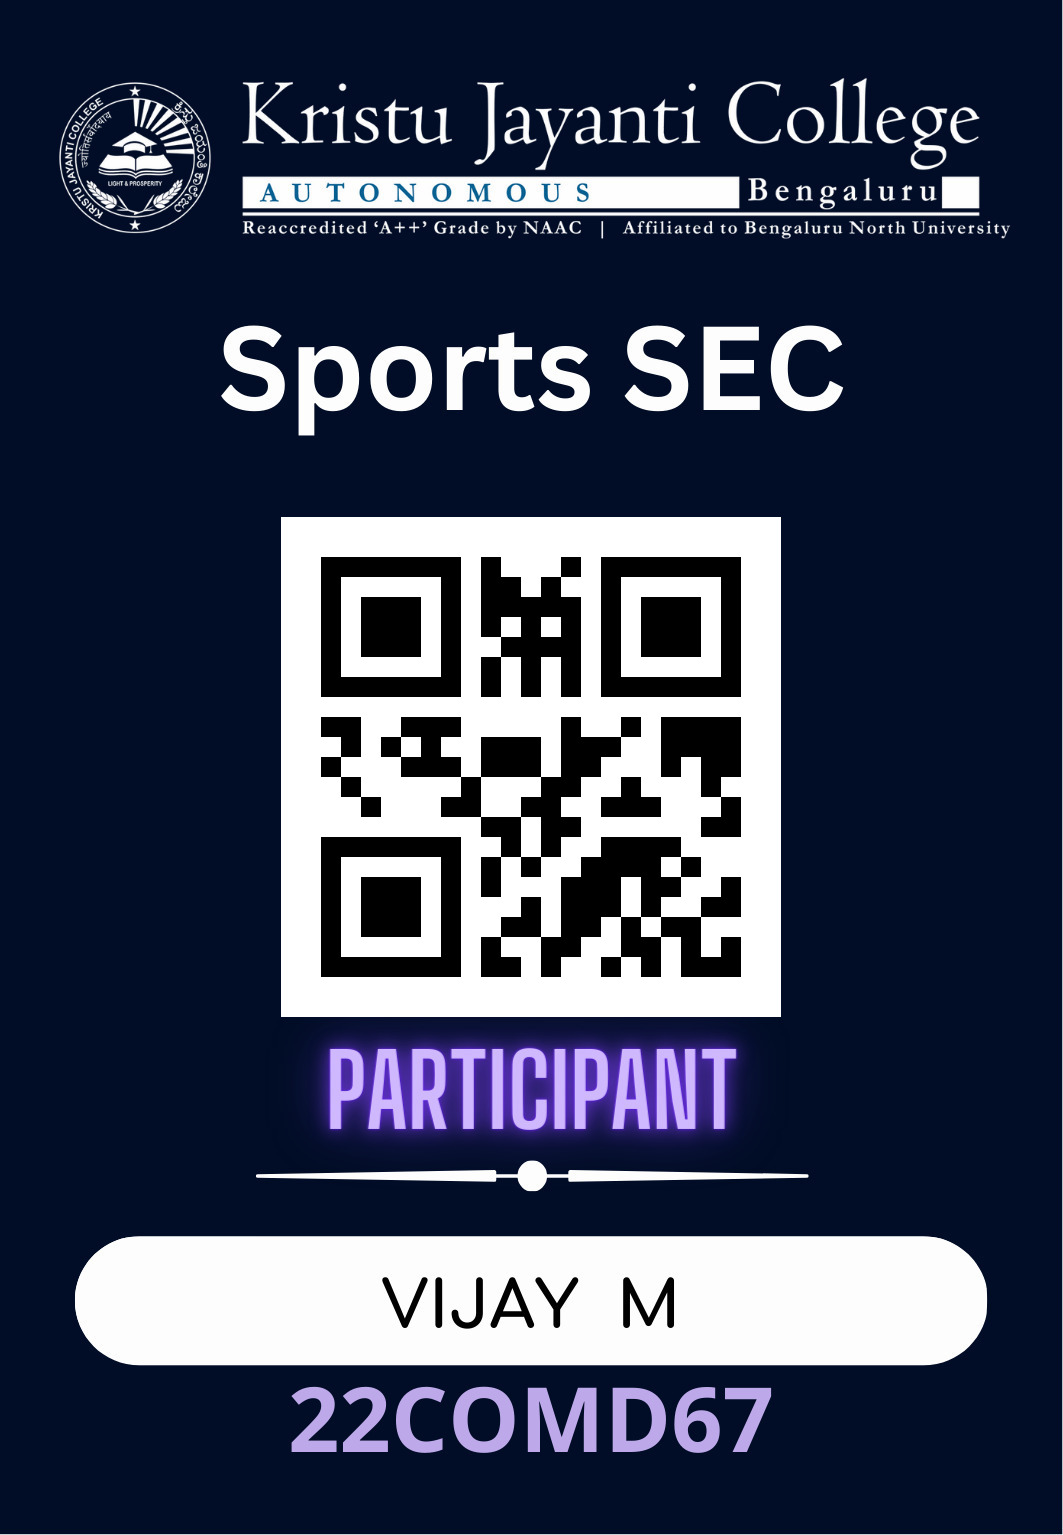 KRISTU JAYANTI COLLEGE
ज्योतिसंवादयाय
LIGHT & PROSPERITY
Kristu Jayanti College
AUTONOMOUS Bengaluru
Reaccredited ‘A++’ Grade by NAAC | Affiliated to Bengaluru North University
Sports SEC
PARTICIPANT
VIJAY M
22COMD67